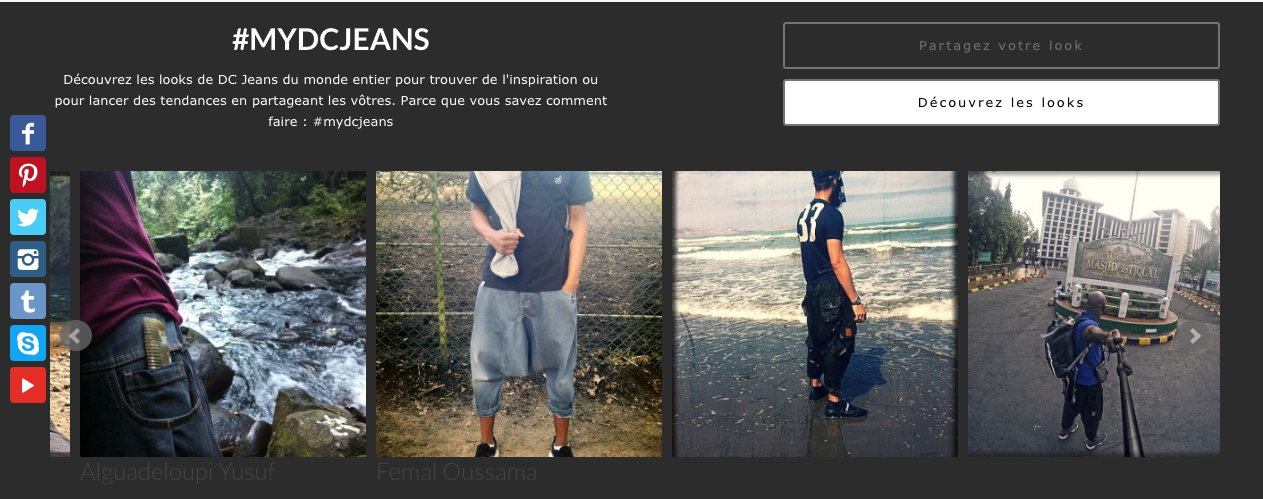 #MYDCJEANS
Découvrez les looks de DC Jeans du monde entier pour trouver de l'inspiration ou
pour lancer des tendances en partageant les vôtres. Parce que vous savez comment
faire : #mydcjeans
Partagez votre look
Découvrez les looks
33
MASJID ISTIQLAL
Alguadeloupi Yusuf
Femal Oussama